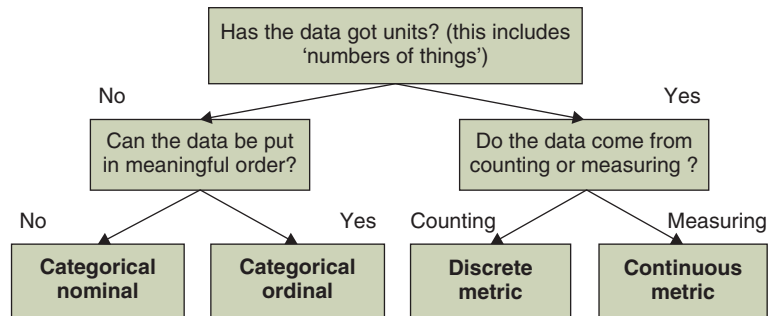 Has the data got units? (this includes
‘numbers of things’)
No
Yes
Can the data be put
in meaningful order?
Do the data come from
counting or measuring ?
No
Yes
Counting
Measuring
Categorical
nominal
Categorical
ordinal
Discrete
metric
Continuous
metric